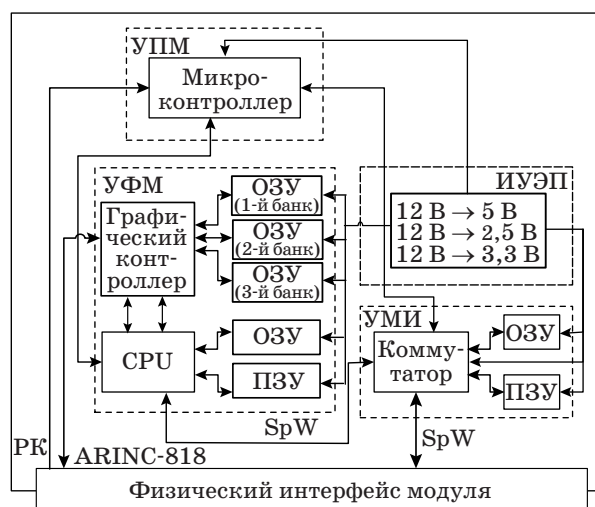 УПМ
Микро-
контроллер
УФМ
Графи-
ческий
конт-
роллер
ОЗУ
(1-й банк)
ОЗУ
(2-й банк)
ОЗУ
(3-й банк)
CPU
ОЗУ
ПЗУ
ИУЭП
12 В → 5 В
12 В → 2,5 В
12 В → 3,3 В
УМИ
Комму-
татор
ОЗУ
ПЗУ
SpW
SpW
РК
ARINC-818
Физический интерфейс модуля